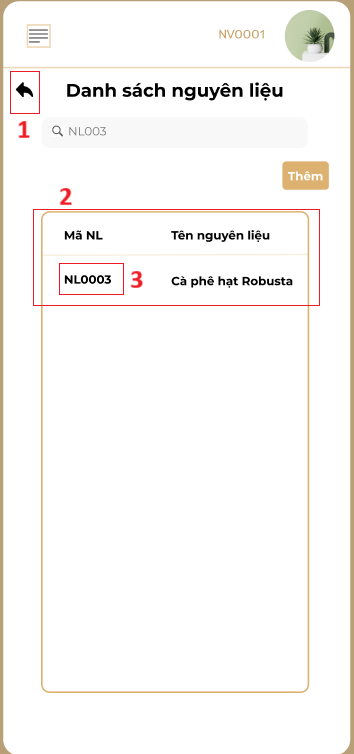 NV0001
Danh sách nguyên liệu
1
NL003
Thêm
2
Mã NL Tên nguyên liệu
NL0003 3 Cà phê hạt Robusta